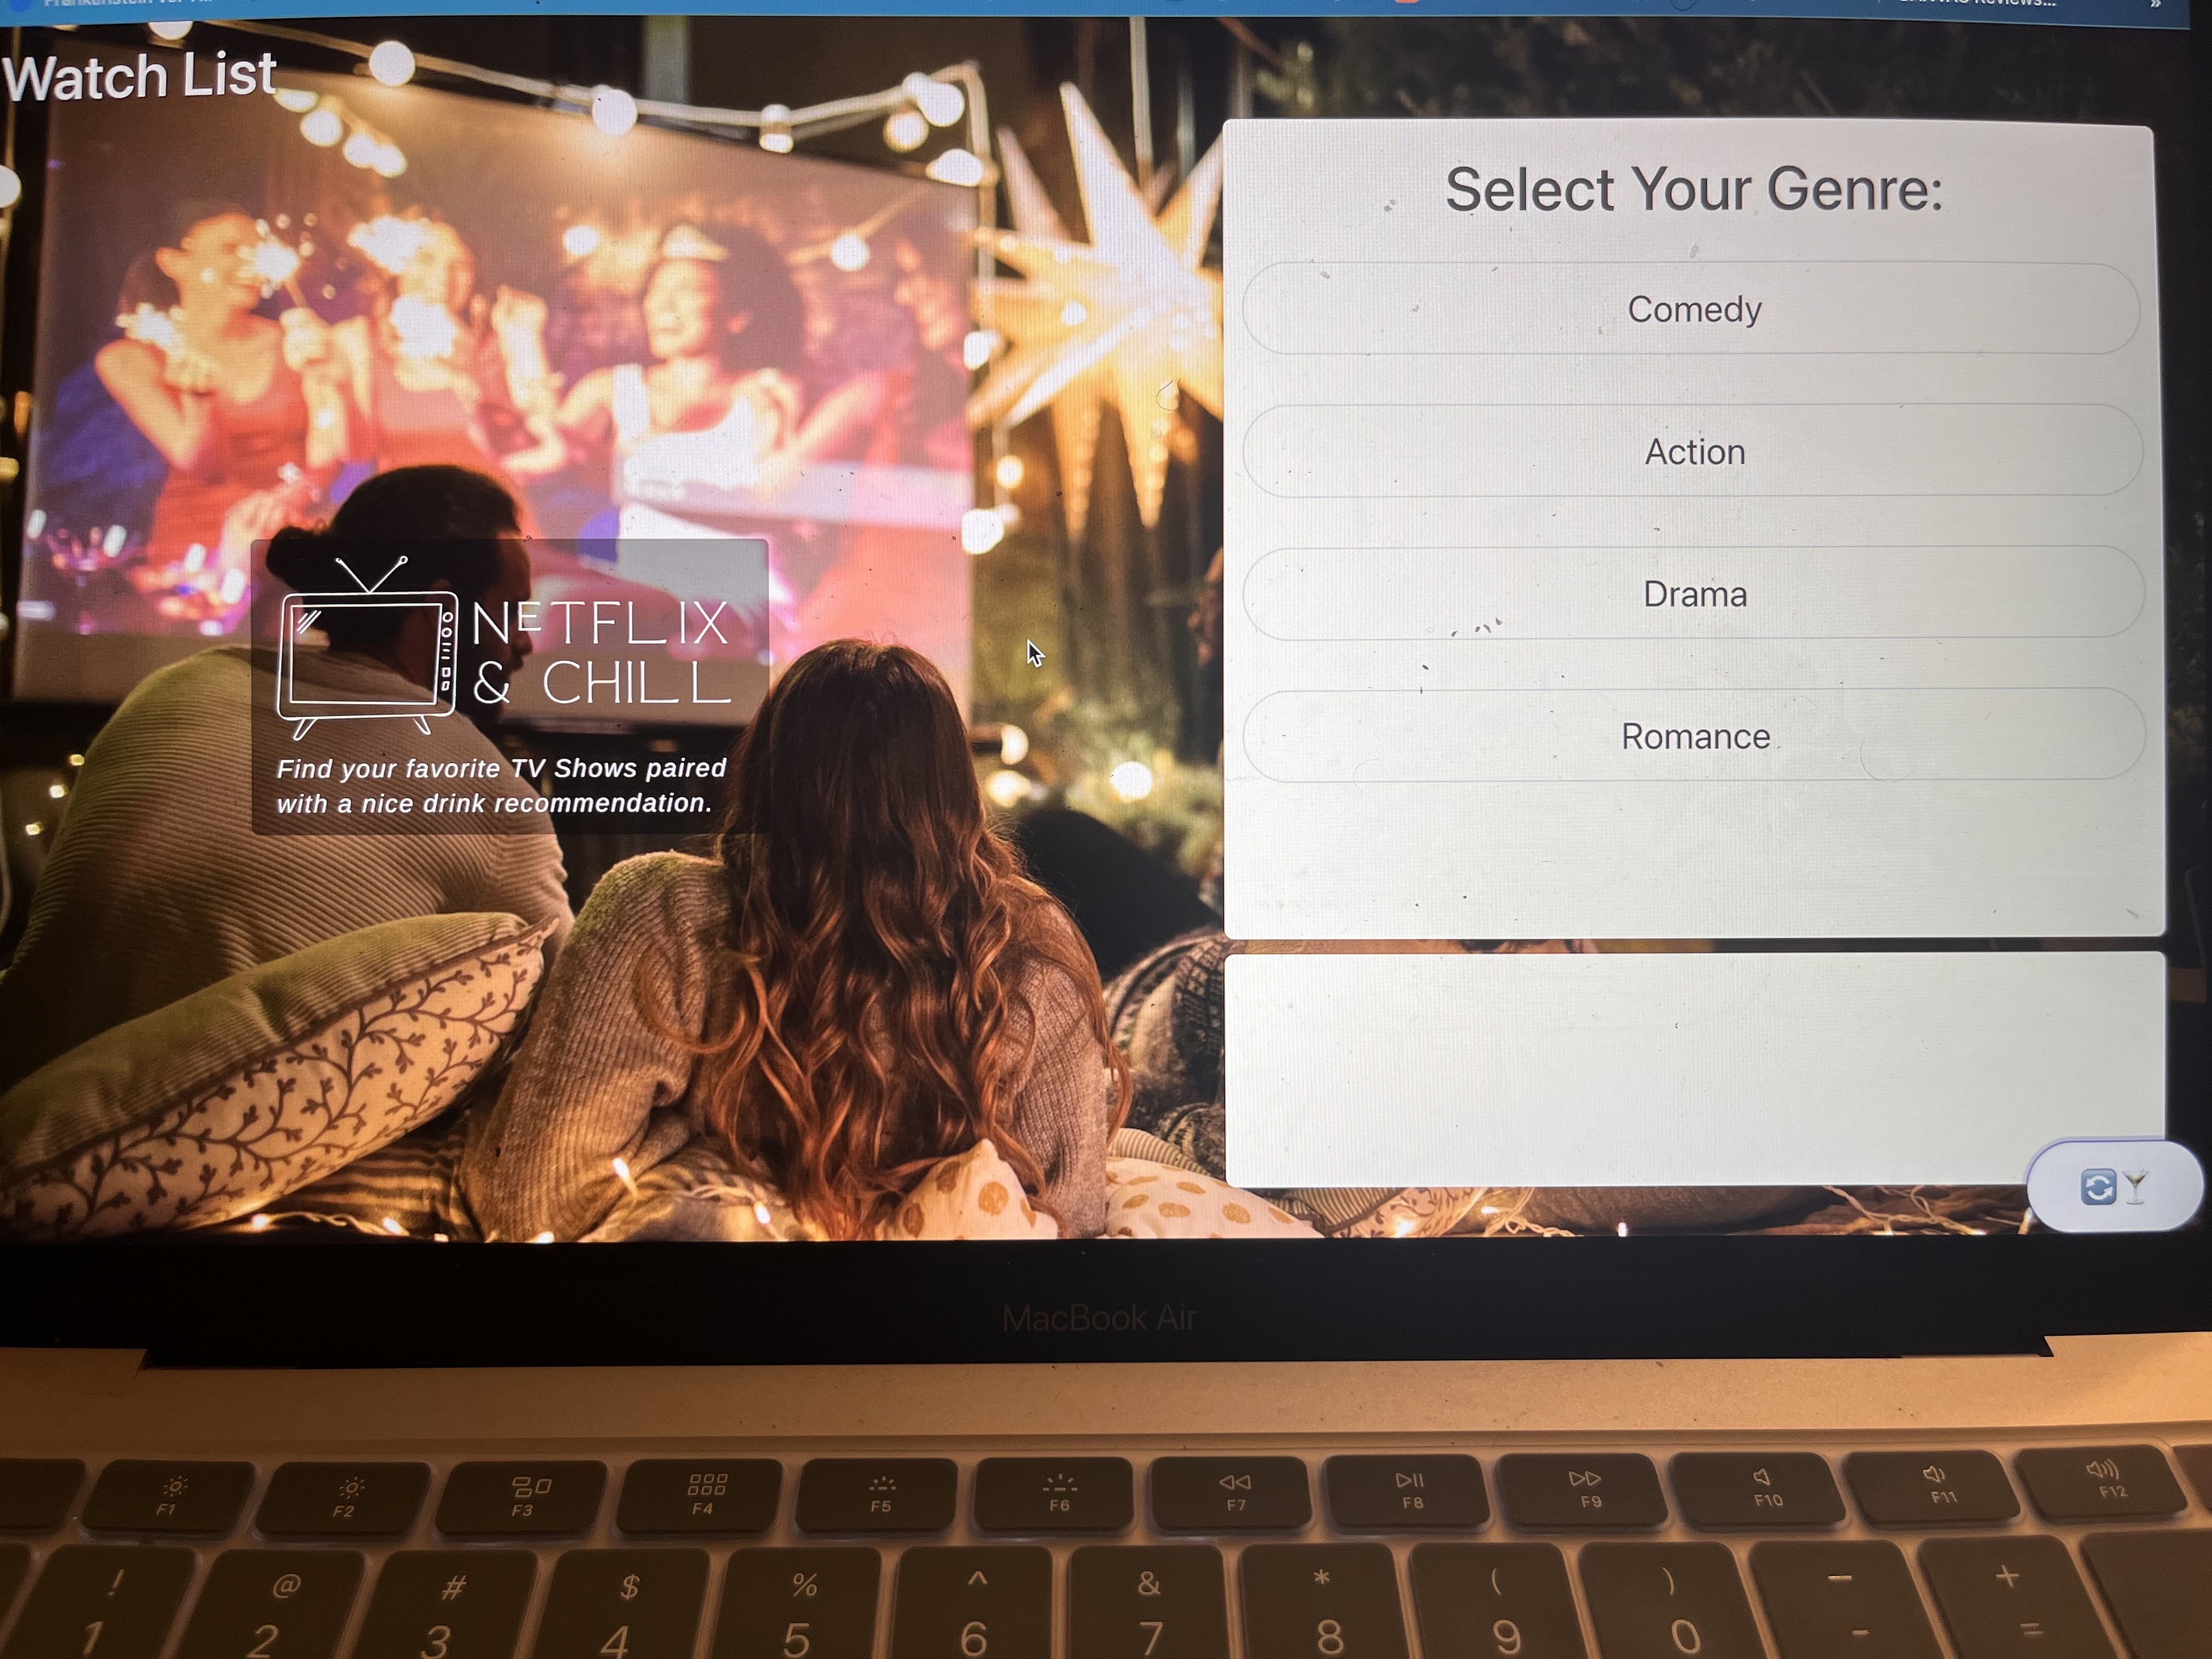 Watch List
NETFLIX
& CHILL
Find your favorite TV Shows paired
with a nice drink recommendation.
Select Your Genre:
Comedy
Action
Drama
Romance
MacBook Air
F1 F2 F3 F4 F5 F6 F7 F8 F9 F10 F11 F12
! @ # $ % ^ & * ( ) — +
1 2 3 4 5 6 7 8 9 0 - =